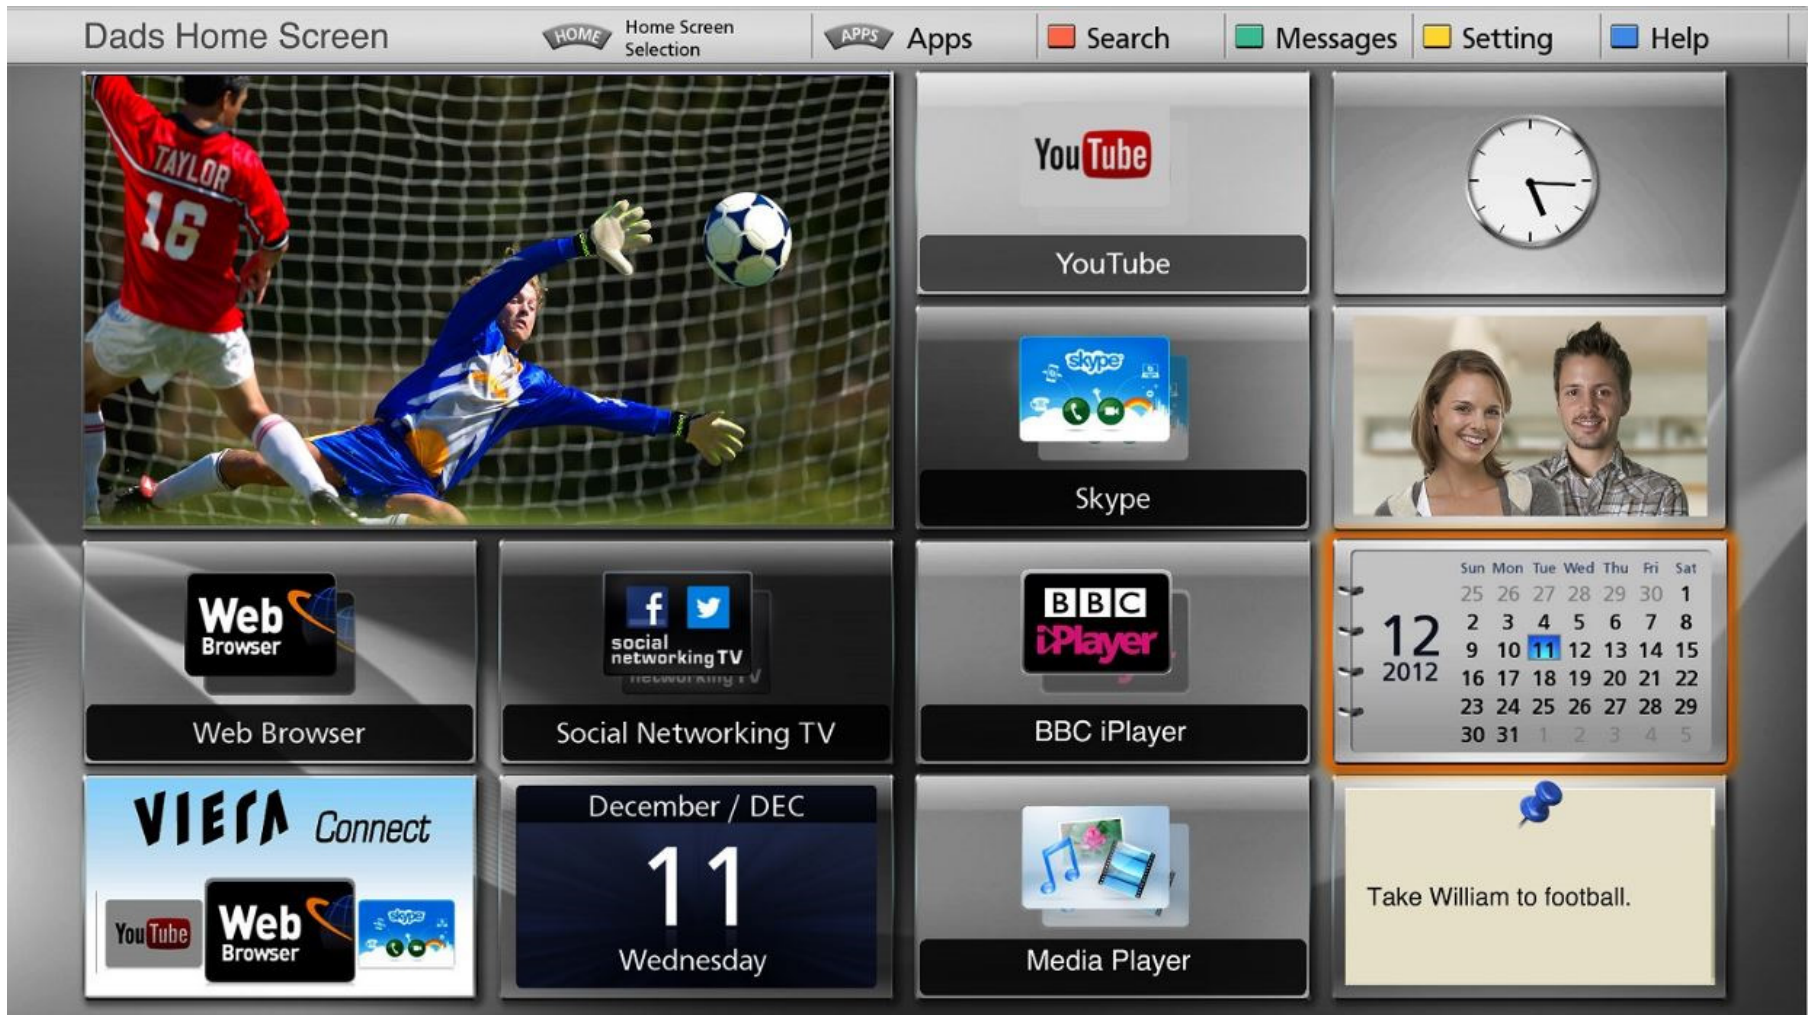 Dads Home Screen
HOME
Home Screen
Selection
APPS
Apps
Search
Messages
Setting
Help
TAYLOR
16
YouTube
YouTube
skype
Skype
Web
Browser
Web Browser
f
social
networking TV
networking TV
Social Networking TV
BBC
iPlayer
BBC iPlayer
12
2012
Sun Mon Tue Wed Thu Fri Sat
25 26 27 28 29 30 1
2 3 4 5 6 7 8
9 10 11 12 13 14 15
16 17 18 19 20 21 22
23 24 25 26 27 28 29
30 31 1 2 3 4 5
VIERA Connect
YouTube
Web
Browser
skype
December / DEC
11
Wednesday
Media Player
Take William to football.